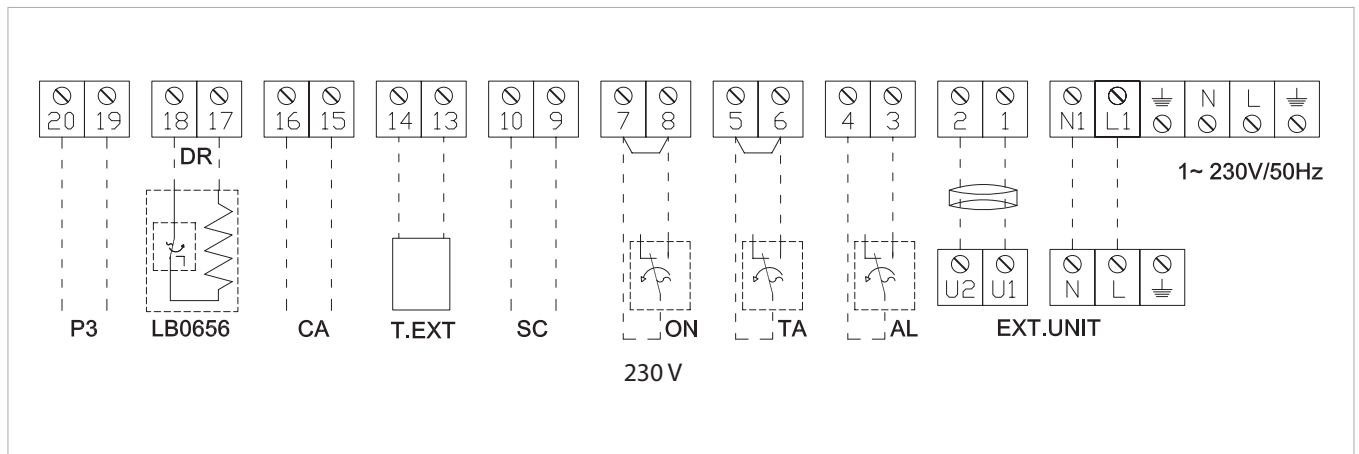 20 19 18 17 16 15 14 13 10 9 7 8 5 6 4 3 2 1 N1 L1 N L
DR
1~ 230V/50Hz
U2 U1 N L
P3 LB0656 CA T.EXT SC ON TA AL EXT.UNIT
230 V